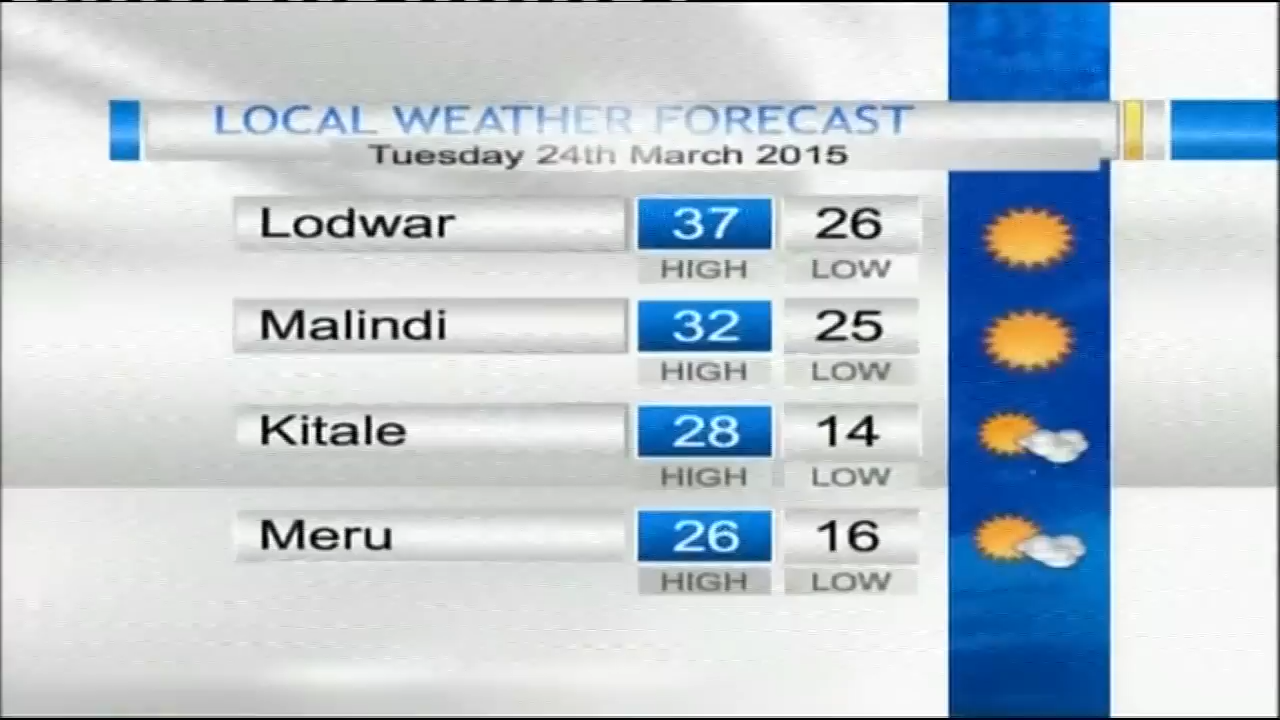 LOCAL WEATHER FORECAST
Tuesday 24th March 2015
Lodwar 37 26
HIGH LOW
Malindi 32 25
HIGH LOW
Kitale 28 14
HIGH LOW
Meru 26 16
HIGH LOW